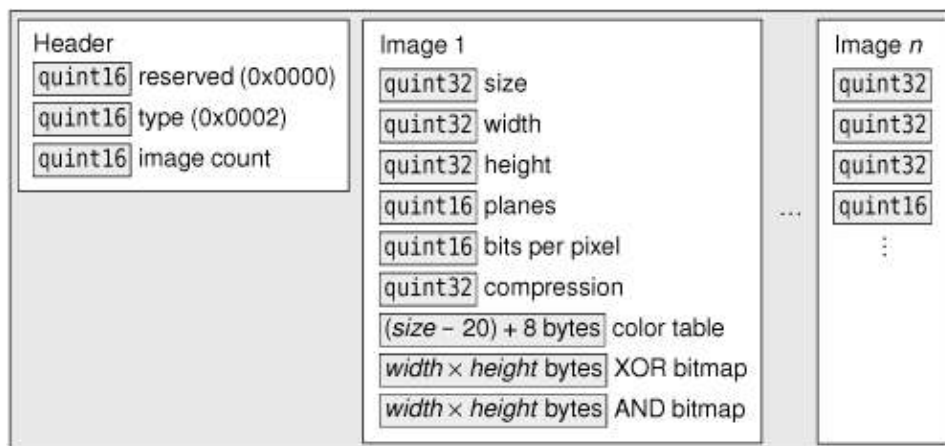 Header
quint16 reserved (0x0000)
quint16 type (0x0002)
quint16 image count
Image 1
quint32 size
quint32 width
quint32 height
quint16 planes
quint16 bits per pixel
quint32 compression
(size – 20) + 8 bytes color table
width × height bytes XOR bitmap
width × height bytes AND bitmap
...
Image n
quint32
quint32
quint32
quint16
⋮